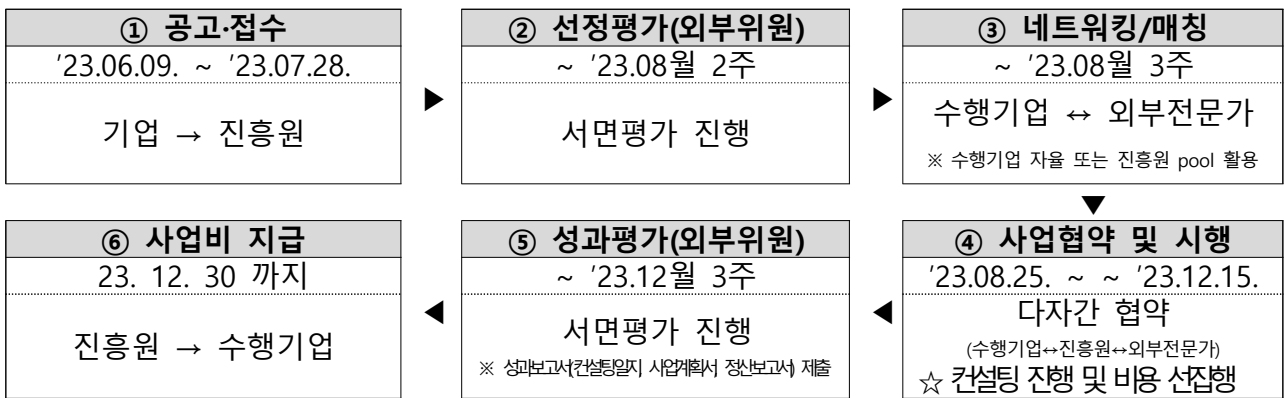 ① 공고·접수
'23.06.09. ~ '23.07.28.
기업 → 진흥원
▶
② 선정평가(외부위원)
~ '23.08월 2주
서면평가 진행
▶
③ 네트워킹/매칭
~ '23.08월 3주
수행기업 ↔ 외부전문가
※ 수행기업 자율 또는 진흥원 pool 활용
▼
④ 사업협약 및 시행
'23.08.25. ~ ~ '23.12.15.
다자간 협약
(수행기업↔진흥원↔외부전문가)
☆ 컨설팅 진행 및 비용 선집행
◀
⑤ 성과평가(외부위원)
~ '23.12월 3주
서면평가 진행
※ 성과보고서(컨설팅일지, 사업계획서, 정산보고서) 제출
◀
⑥ 사업비 지급
23. 12. 30 까지
진흥원 → 수행기업